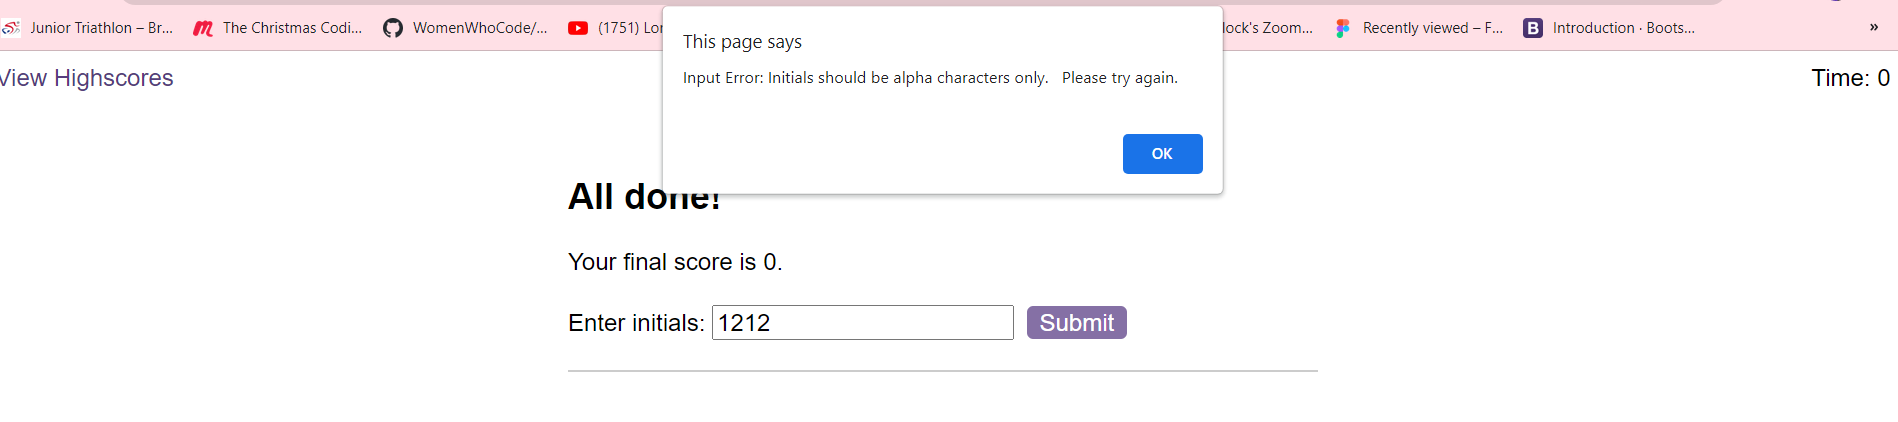 Junior Triathlon – Br...
The Christmas Codi...
WomenWhoCode/...
(1751) Lor
lock's Zoom...
Recently viewed – F...
B
Introduction · Boots...
»
This page says
Input Error: Initials should be alpha characters only. Please try again.
OK
View Highscores
Time: 0
All done!
Your final score is 0.
Enter initials: 1212 Submit